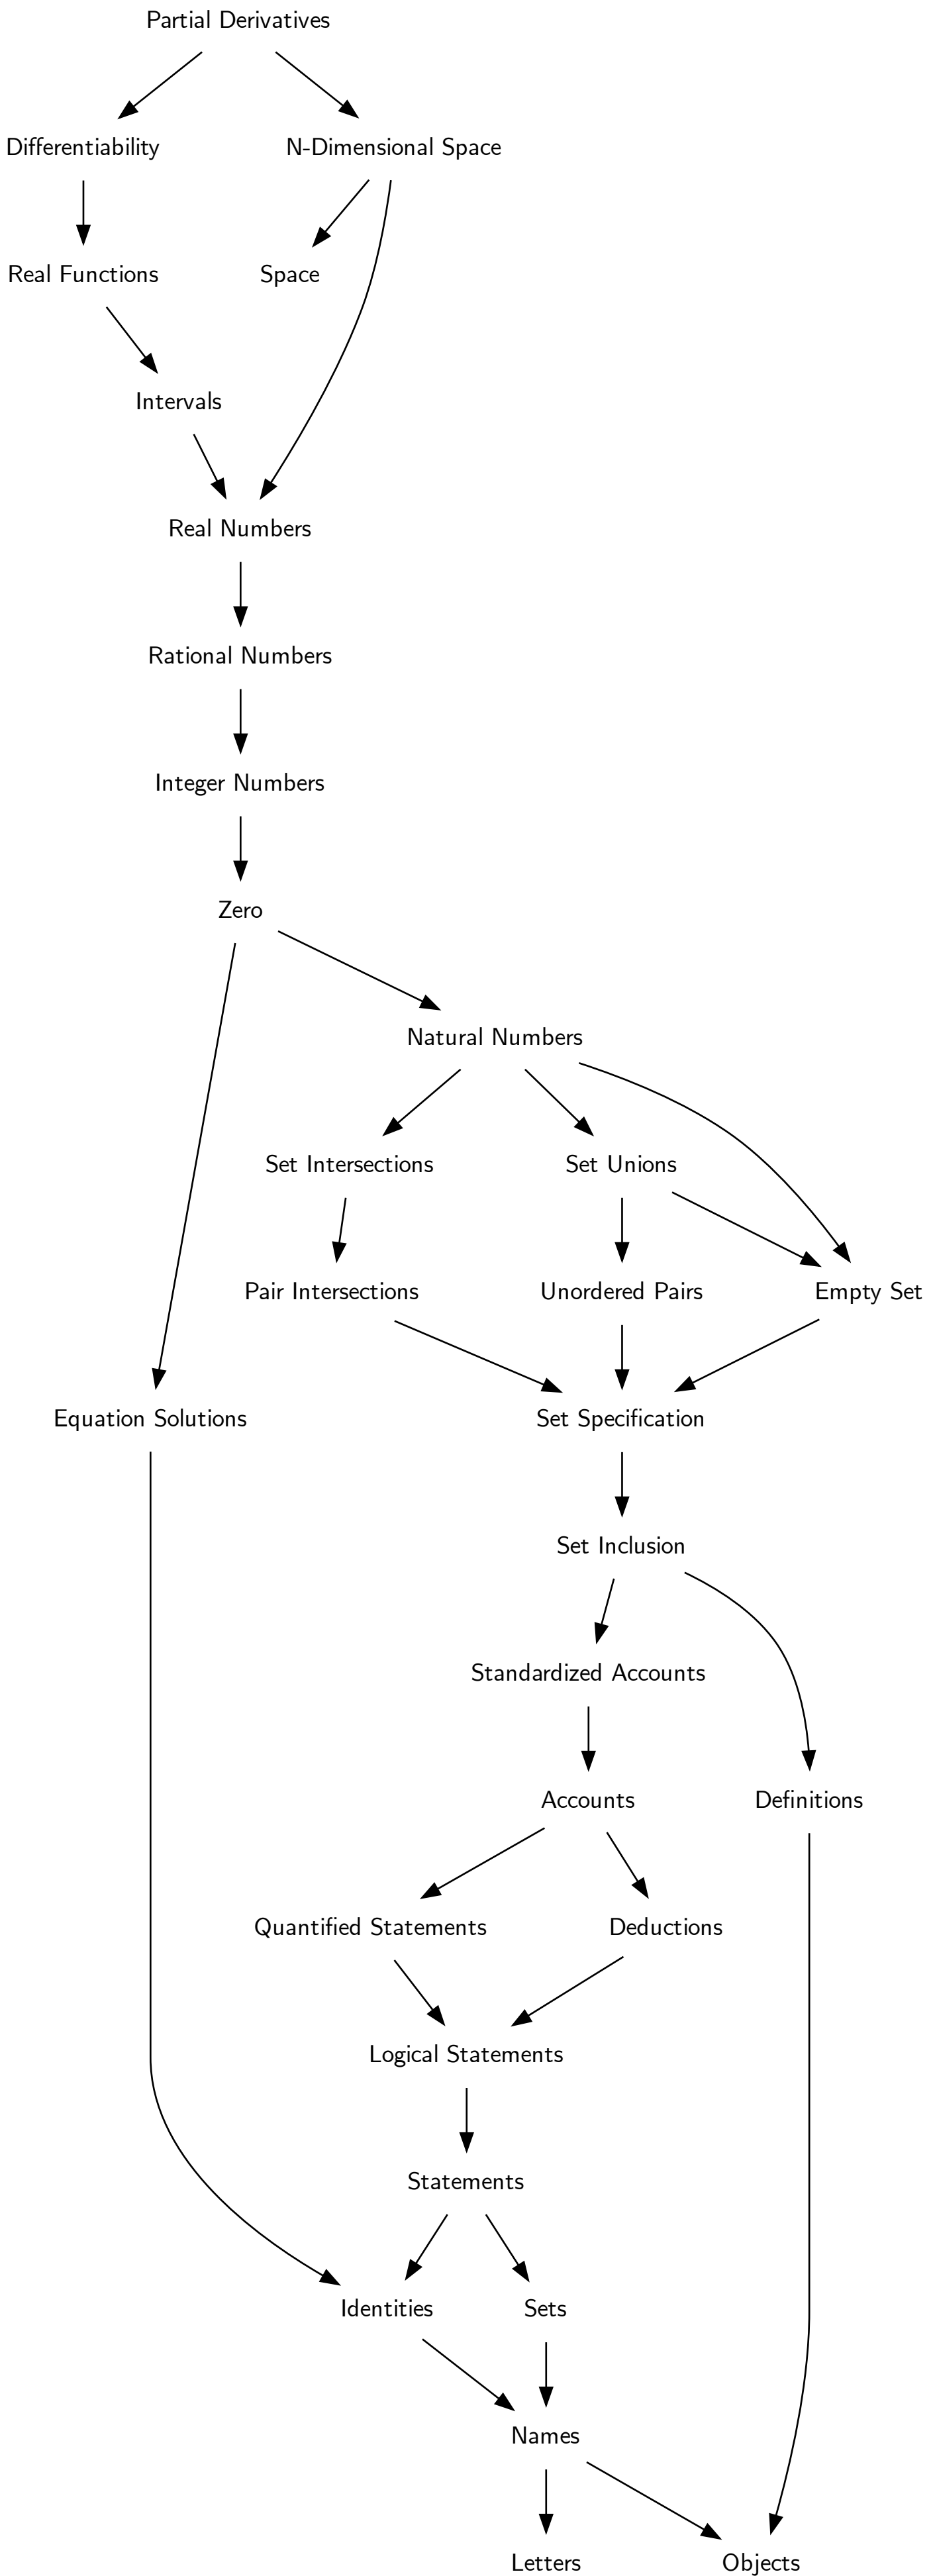 Partial Derivatives
Differentiability
N-Dimensional Space
Real Functions
Space
Intervals
Real Numbers
Rational Numbers
Integer Numbers
Zero
Natural Numbers
Set Intersections
Set Unions
Pair Intersections
Unordered Pairs
Empty Set
Equation Solutions
Set Specification
Set Inclusion
Standardized Accounts
Accounts
Definitions
Quantified Statements
Deductions
Logical Statements
Statements
Identities
Sets
Names
Letters
Objects